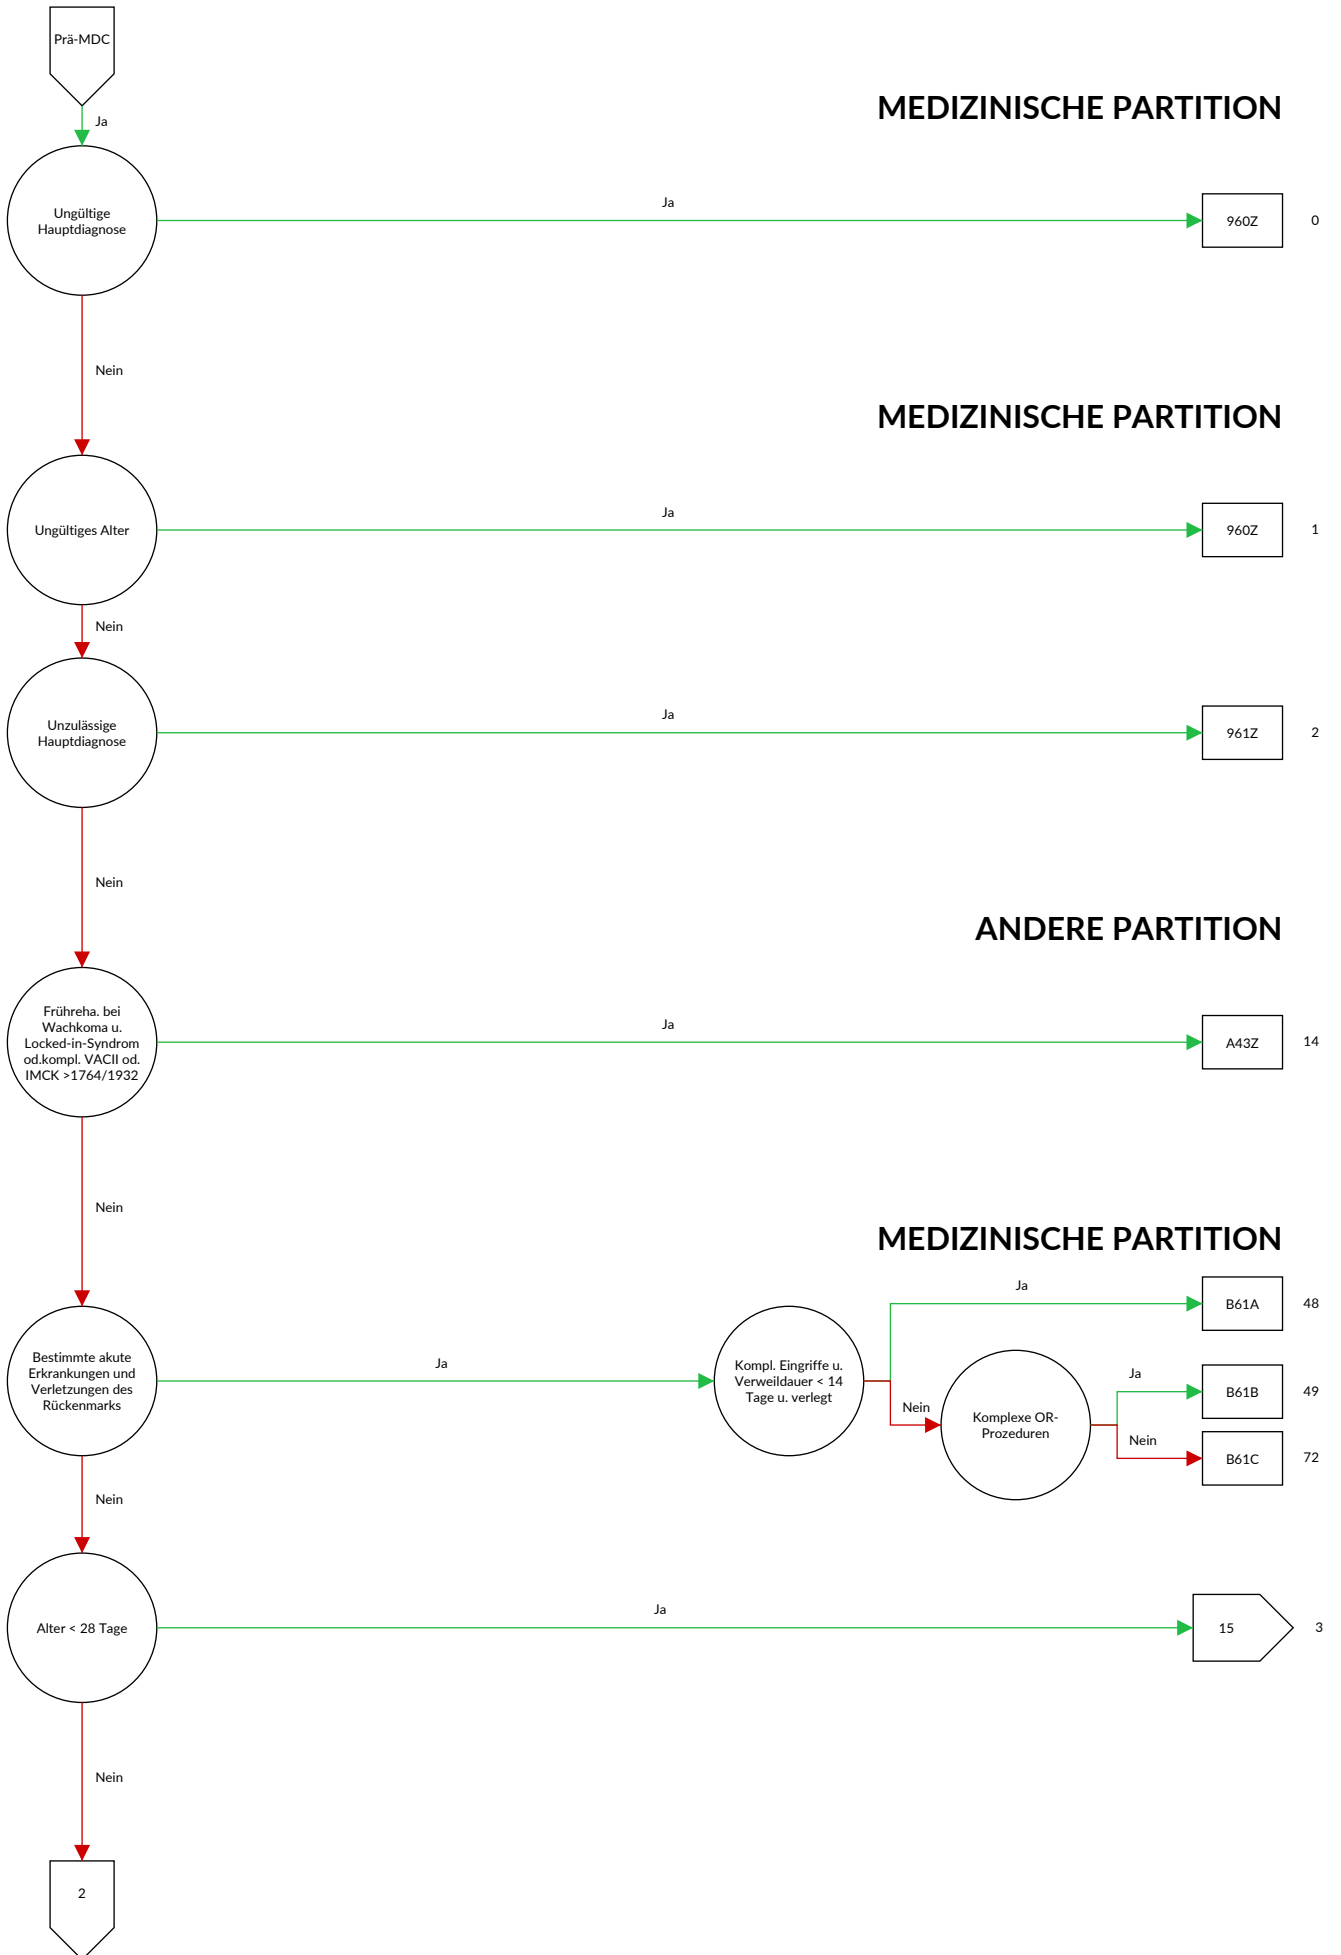 Prä-MDC
Ja
MEDIZINISCHE PARTITION
Ungültige
Hauptdiagnose
Ja
960Z
0
Nein
MEDIZINISCHE PARTITION
Ungültiges Alter
Ja
960Z
1
Nein
Unzulässige
Hauptdiagnose
Ja
961Z
2
Nein
ANDERE PARTITION
Frühreha. bei
Wachkoma u.
Locked-in-Syndrom
od.kompl. VACII od.
IMCK >1764/1932
Ja
A43Z
14
Nein
MEDIZINISCHE PARTITION
Bestimmte akute
Erkrankungen und
Verletzungen des
Rückenmarks
Ja
Kompl. Eingriffe u.
Verweildauer < 14
Tage u. verlegt
Ja
B61A
48
Nein
Komplexe OR-
Prozeduren
Ja
B61B
49
Nein
B61C
72
Nein
Alter < 28 Tage
Ja
15
3
Nein
2